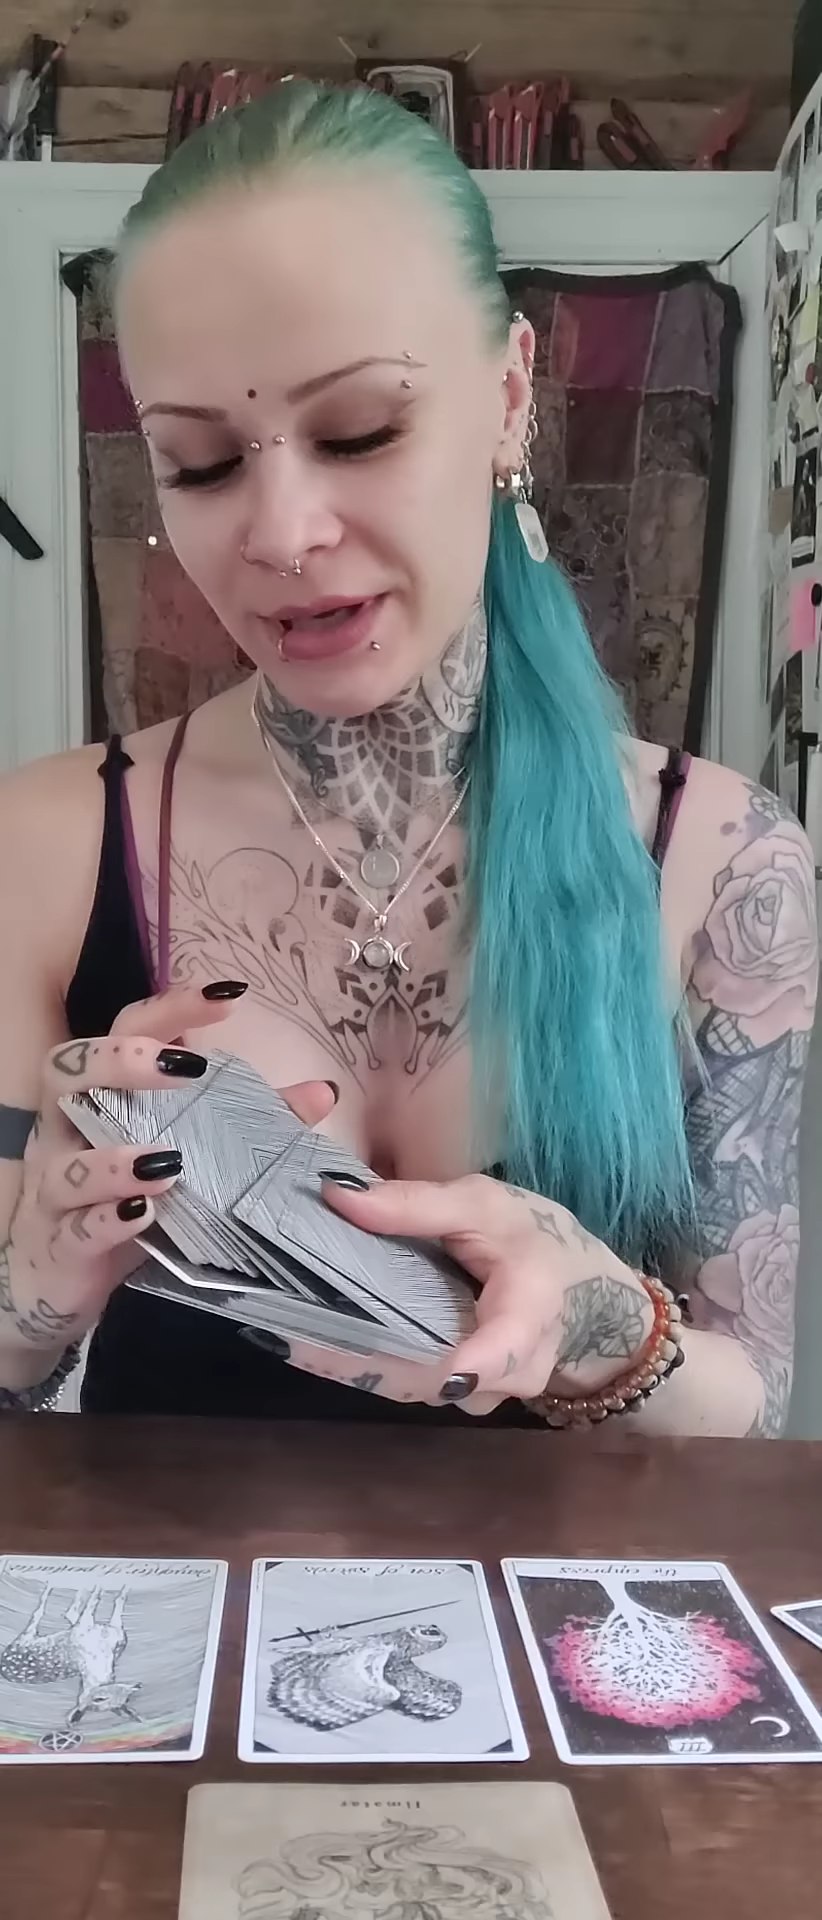 daughter of pentacles
son of swords
the empress
III
Ilmatar